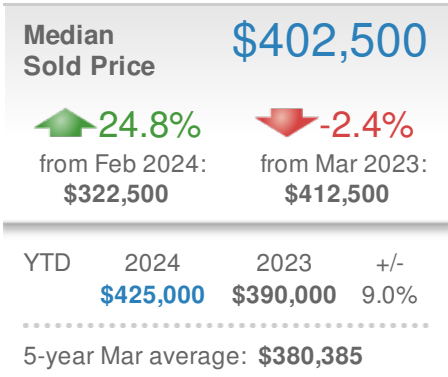 Median $402,500
Sold Price
24.8% -2.4%
from Feb 2024: from Mar 2023:
$322,500 $412,500
YTD 2024 2023 +/-
$425,000 $390,000 9.0%
5-year Mar average: $380,385